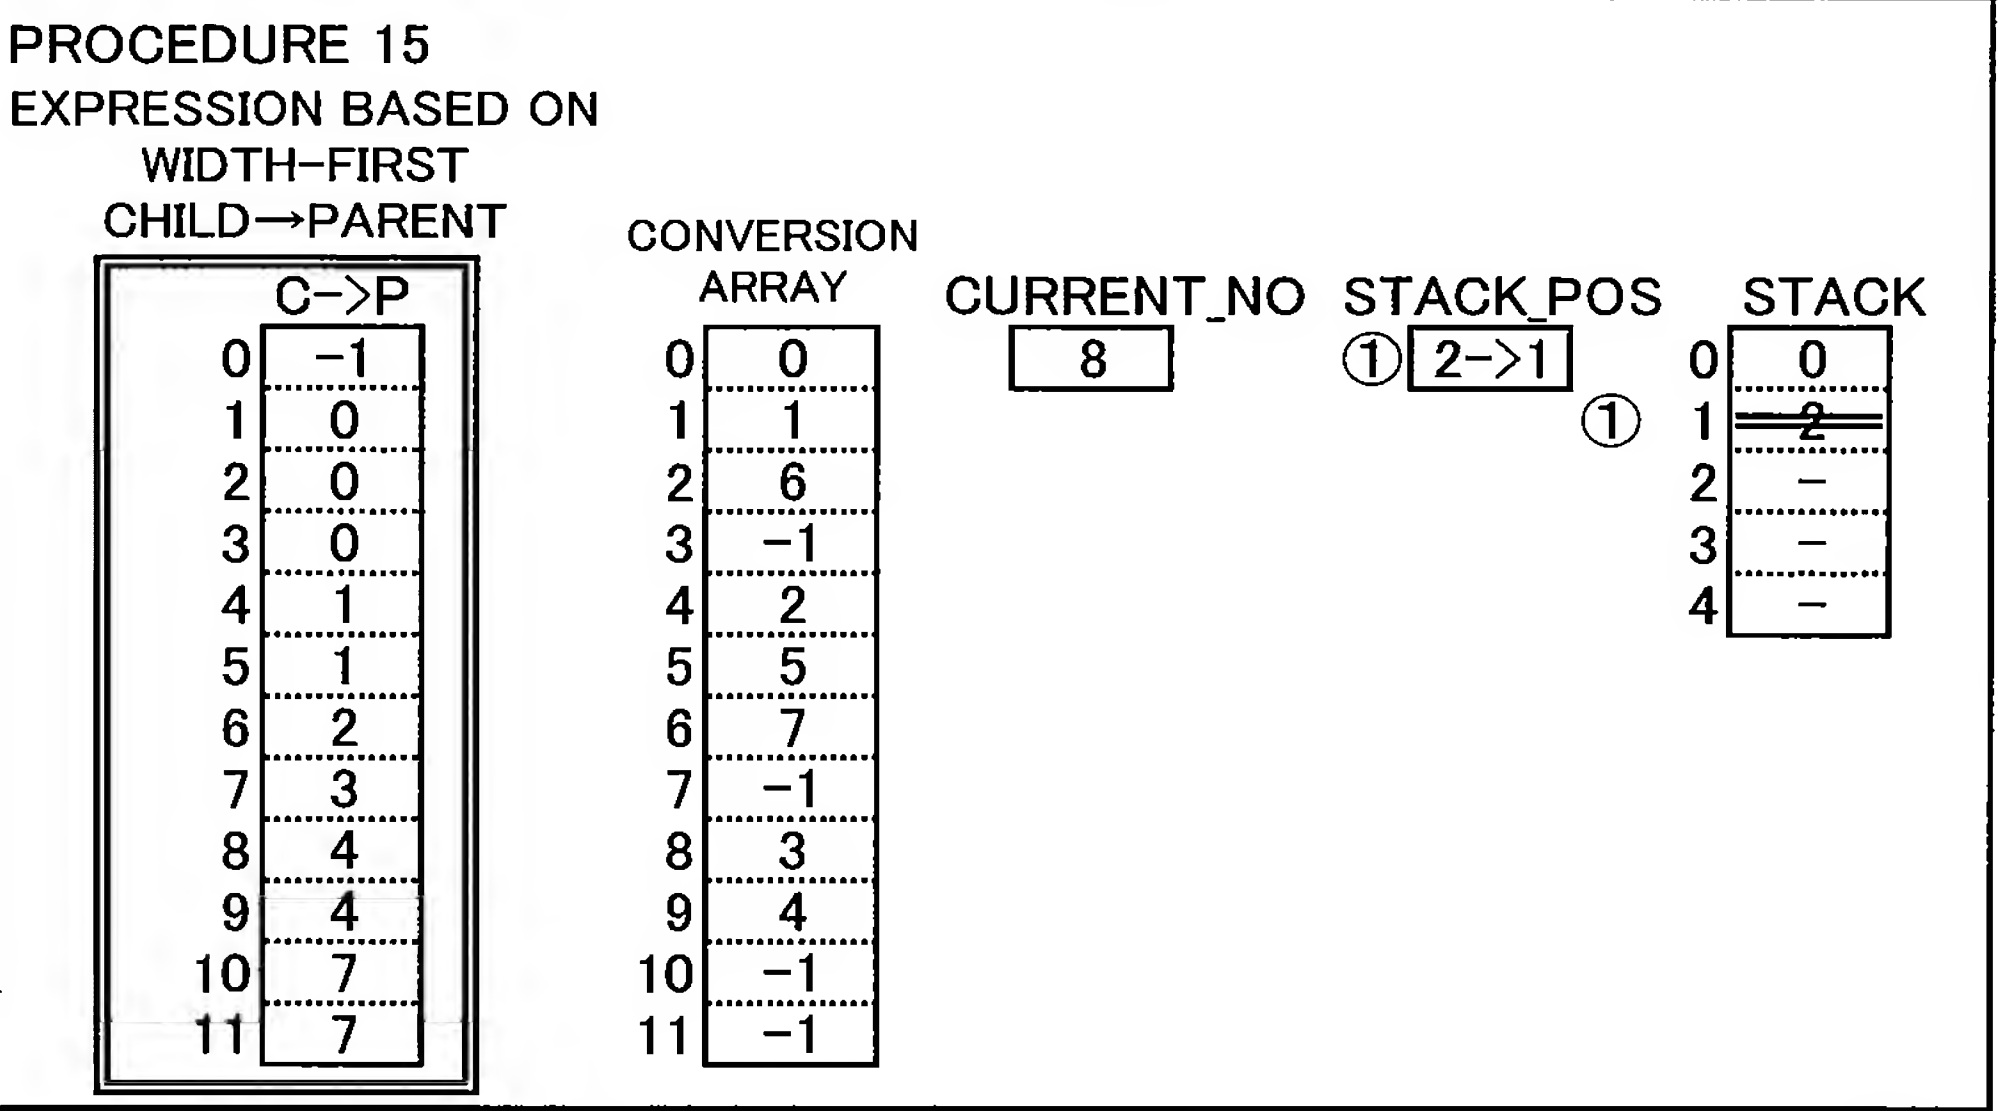 PROCEDURE 15
EXPRESSION BASED ON
WIDTH-FIRST
CHILD→PARENT
CONVERSION
ARRAY
C->P CURRENT_NO STACK_POS STACK
0 -1 0 0 8 ① 2->1 0 0
1 0 1 1 ① 1 2
2 0 2 6 2 -
3 0 3 -1 3 -
4 1 4 2 4 -
5 1 5 5
6 2 6 7
7 3 7 -1
8 4 8 3
9 4 9 4
10 7 10 -1
11 7 11 -1